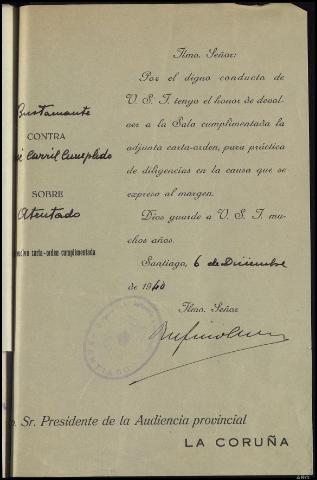 Ilmo. Señor:
Por el digno conducto de
V. S. I. tengo el honor de devol-
ver a la Sala cumplimentada la
adjunta carta-orden, para práctica
de diligencias en la causa que se
expresa al margen.
Dios guarde a V. S. I. mu-
chos años.
Santiago, 6 de Diciembre
de 1940
Ilmo. Señor
Bustamante
CONTRA
Carril Cumplido
SOBRE
Atentado
carta-orden cumplimentada
Sr. Presidente de la Audiencia provincial
LA CORUÑA